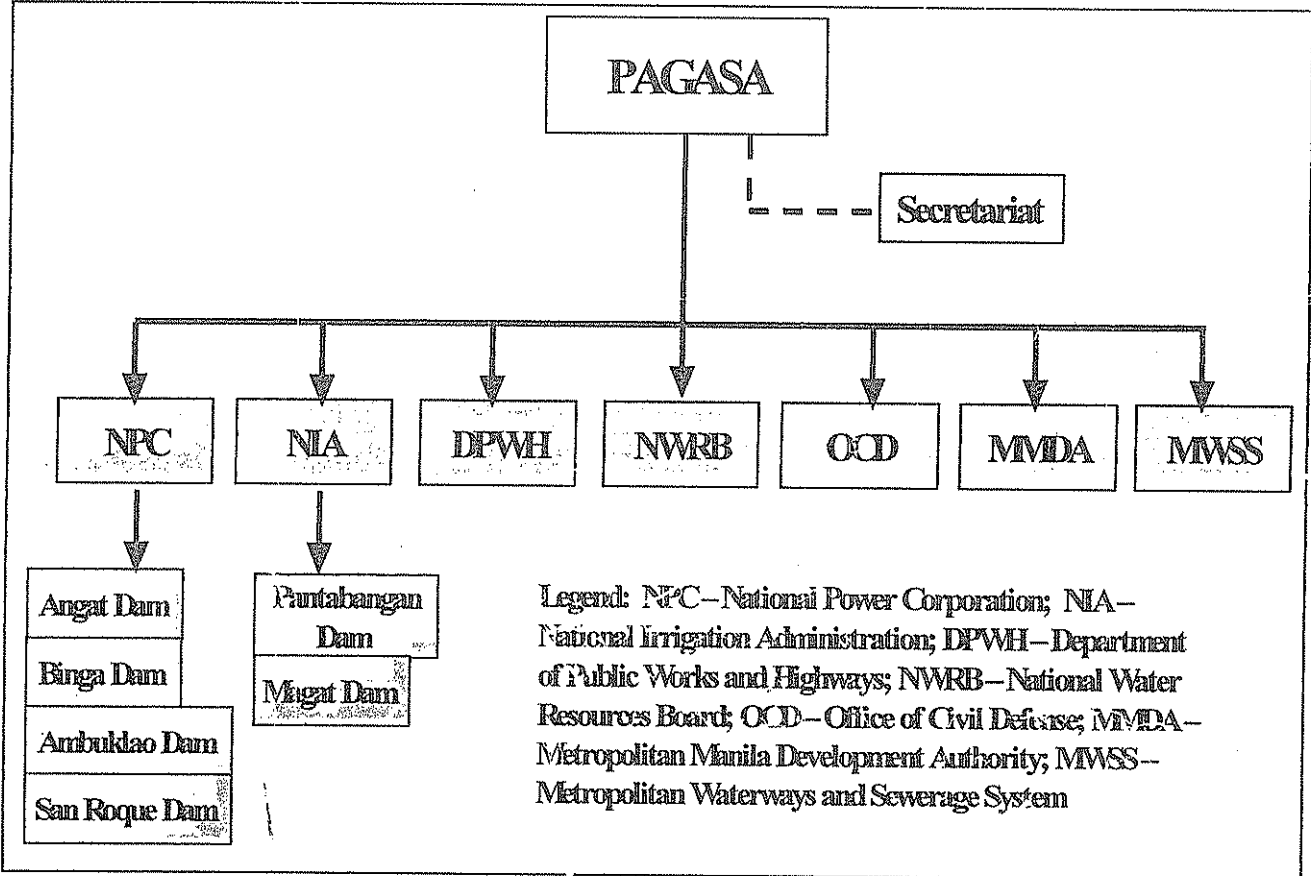 PAGASA
Secretariat
NPC
NIA
DPWH
NWRB
OCD
MMDA
MWSS
Angat Dam
Binga Dam
Ambuklao Dam
San Roque Dam
Pantabangan
Dam
Magat Dam
Legend: NPC – National Power Corporation; NIA –
National Irrigation Administration; DPWH – Department
of Public Works and Highways; NWRB – National Water
Resources Board; OCD – Office of Civil Defense; MMDA –
Metropolitan Manila Development Authority; MWSS –
Metropolitan Waterways and Sewerage System